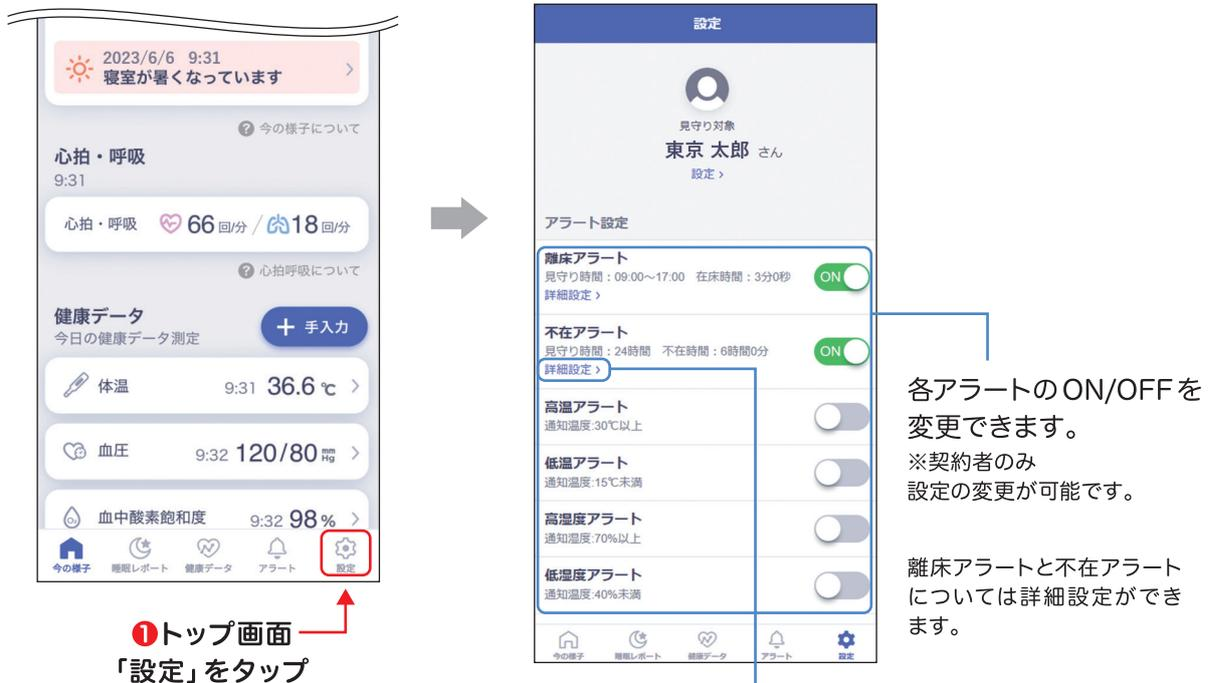 2023/6/6 9:31
寝室が暑くなっています
? 今の様子について
心拍・呼吸
9:31
心拍・呼吸 66 回/分 / 18 回/分
? 心拍呼吸について
健康データ
今日の健康データ測定
+ 手入力
体温 9:31 36.6 ℃
血圧 9:32 120/80 mmHg
血中酸素飽和度 9:32 98 %
今の様子 睡眠レポート 健康データ アラート 設定
❶トップ画面
「設定」をタップ
設定
見守り対象
東京 太郎 さん
設定 ›
アラート設定
離床アラート
見守り時間：09:00～17:00 在床時間：3分0秒
詳細設定 ›
ON
不在アラート
見守り時間：24時間 不在時間：6時間0分
詳細設定 ›
ON
高温アラート
通知温度:30℃以上
低温アラート
通知温度:15℃未満
高湿度アラート
通知湿度:70%以上
低湿度アラート
通知湿度:40%未満
今の様子 睡眠レポート 健康データ アラート 設定
各アラートのON/OFFを
変更できます。
※契約者のみ
設定の変更が可能です。
離床アラートと不在アラート
については詳細設定ができ
ます。